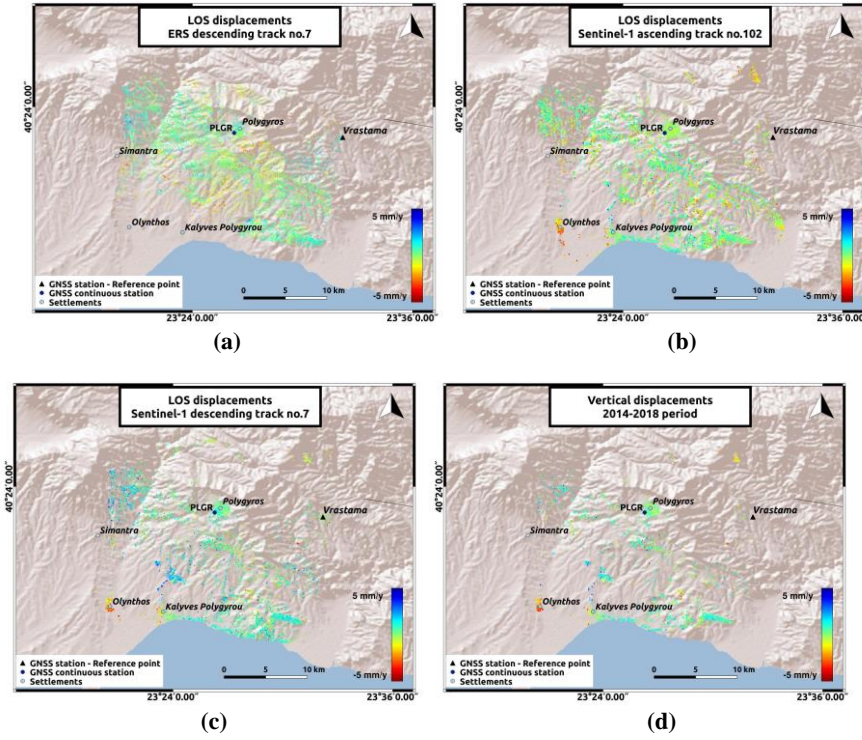 LOS displacements
ERS descending track no.7
40°24′0.00″
Polygyros
PLGR
Vrastama
Simantra
Olynthos
Kalyves Polygyrou
5 mm/y
-5 mm/y
GNSS station - Reference point
GNSS continuous station
Settlements
0 5 10 km
23°24′0.00″
23°36′0.00″
(a)
LOS displacements
Sentinel-1 ascending track no.102
40°24′0.00″
Polygyros
PLGR
Vrastama
Simantra
Olynthos
Kalyves Polygyrou
5 mm/y
-5 mm/y
GNSS station - Reference point
GNSS continuous station
Settlements
0 5 10 km
23°24′0.00″
23°36′0.00″
(b)
LOS displacements
Sentinel-1 descending track no.7
40°24′0.00″
Polygyros
PLGR
Vrastama
Simantra
Olynthos
Kalyves Polygyrou
5 mm/y
-5 mm/y
GNSS station - Reference point
GNSS continuous station
Settlements
0 5 10 km
23°24′0.00″
23°36′0.00″
(c)
Vertical displacements
2014-2018 period
40°24′0.00″
Polygyros
PLGR
Vrastama
Simantra
Olynthos
Kalyves Polygyrou
5 mm/y
-5 mm/y
GNSS station - Reference point
GNSS continuous station
Settlements
0 5 10 km
23°24′0.00″
23°36′0.00″
(d)